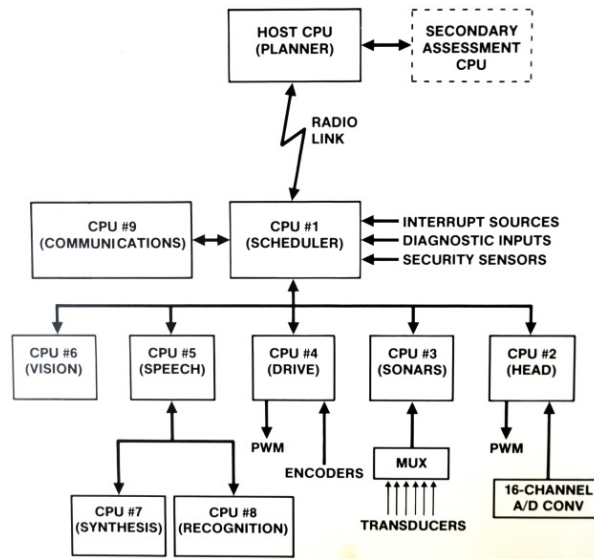 HOST CPU
(PLANNER)
SECONDARY
ASSESSMENT
CPU
RADIO
LINK
CPU #9
(COMMUNICATIONS)
CPU #1
(SCHEDULER)
INTERRUPT SOURCES
DIAGNOSTIC INPUTS
SECURITY SENSORS
CPU #6
(VISION)
CPU #5
(SPEECH)
CPU #4
(DRIVE)
CPU #3
(SONARS)
CPU #2
(HEAD)
PWM
ENCODERS
MUX
PWM
CPU #7
(SYNTHESIS)
CPU #8
(RECOGNITION)
TRANSDUCERS
16-CHANNEL
A/D CONV